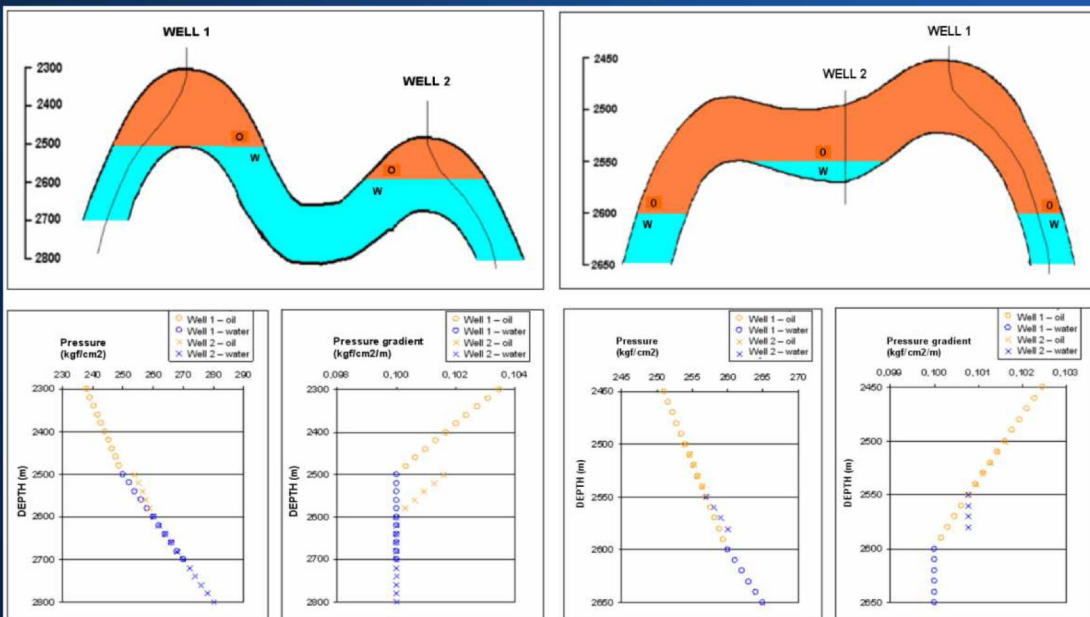 WELL 1
WELL 2
2300
2400
2500
2600
2700
2800
O
W
O
W
WELL 1
WELL 2
2450
2500
2550
2600
2650
O
W
O
W
O
W
Well 1 – oil
Well 1 – water
Well 2 – oil
Well 2 – water
Pressure
(kgf/cm2)
230 240 250 260 270 280 290
2300
2400
2500
2600
2700
2800
DEPTH (m)
Well 1 – oil
Well 1 – water
Well 2 – oil
Well 2 – water
Pressure gradient
(kgf/cm2/m)
0,098 0,100 0,102 0,104
2300
2400
2500
2600
2700
2800
DEPTH (m)
Well 1 – oil
Well 1 – water
Well 2 – oil
Well 2 – water
Pressure
(kgf/cm2)
245 250 255 260 265 270
2450
2500
2550
2600
2650
DEPTH (m)
Well 1 – oil
Well 1 – water
Well 2 – oil
Well 2 – water
Pressure gradient
(kgf/cm2/m)
0,099 0,100 0,101 0,102 0,103
2450
2500
2550
2600
2650
DEPTH (m)